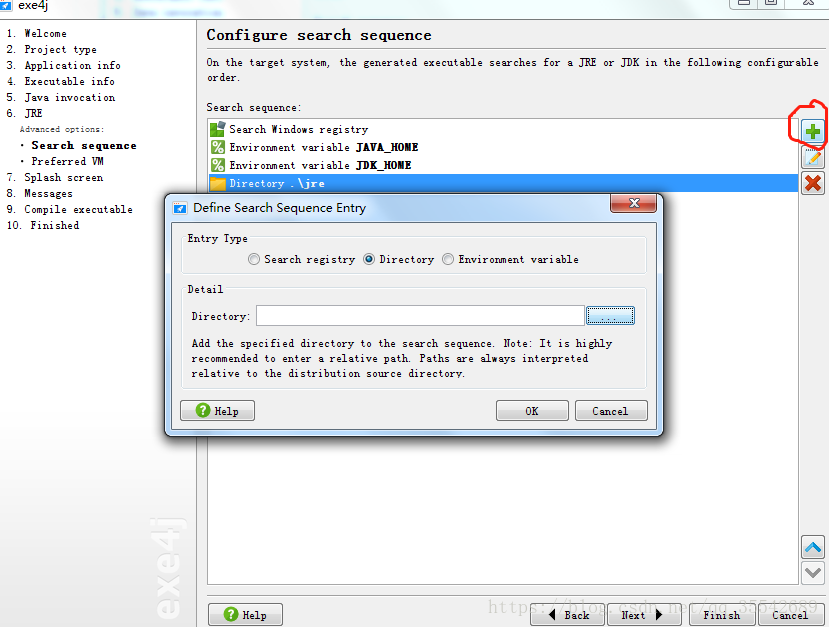 exe4j
1. Welcome
2. Project type
3. Application info
4. Executable info
5. Java invocation
6. JRE
Advanced options:
· Search sequence
· Preferred VM
7. Splash screen
8. Messages
9. Compile executable
10. Finished
exe4j
Configure search sequence
On the target system, the generated executable searches for a JRE or JDK in the following configurable
order.
Search sequence:
Search Windows registry
Environment variable JAVA_HOME
Environment variable JDK_HOME
Directory .\jre
Define Search Sequence Entry
Entry Type
Search registry Directory Environment variable
Detail
Directory: ...
Add the specified directory to the search sequence. Note: It is highly
recommended to enter a relative path. Paths are always interpreted
relative to the distribution source directory.
Help OK Cancel
https://blog.csdn.net/qq_35542689
Help Back Next Finish Cancel